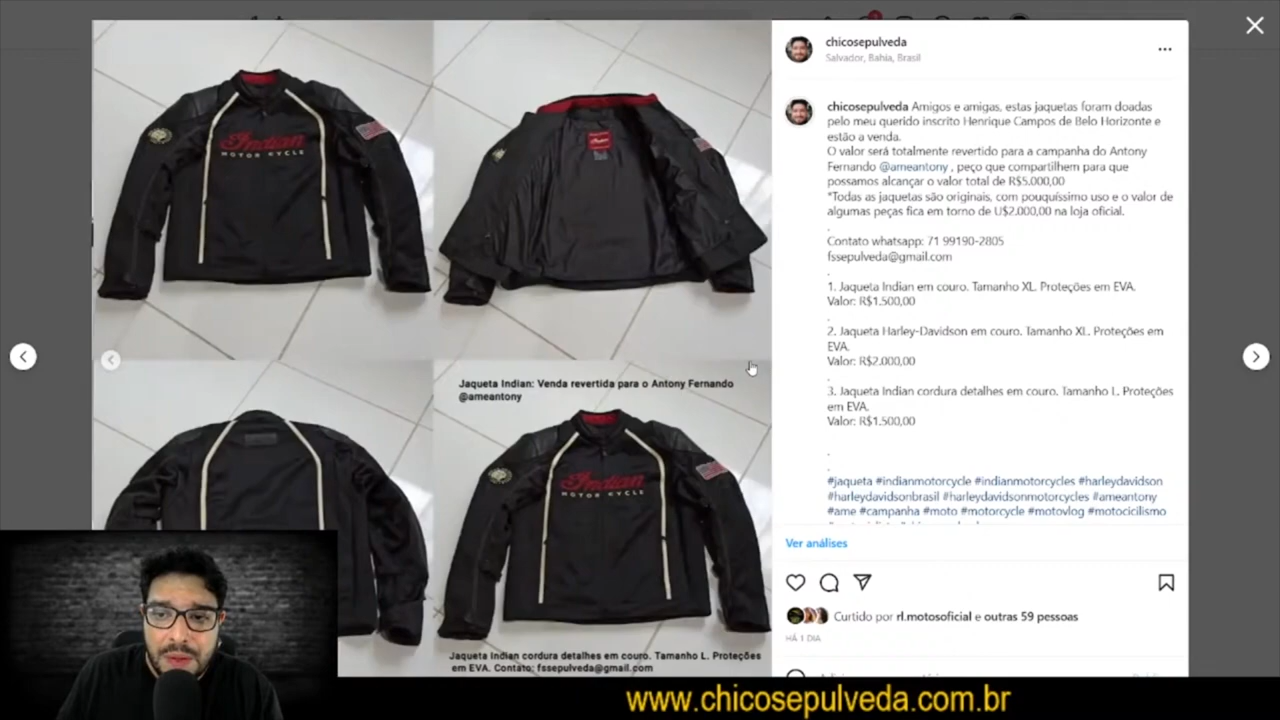 Indian
MOTOR CYCLE
Jaqueta Indian: Venda revertida para o Antony Fernando
@ameantony
Indian
MOTOR CYCLE
Jaqueta Indian cordura detalhes em couro. Tamanho L. Proteções
em EVA. Contato: fssepulveda@gmail.com
chicosepulveda
Salvador, Bahia, Brasil
chicosepulveda Amigos e amigas, estas jaquetas foram doadas
pelo meu querido inscrito Henrique Campos de Belo Horizonte e
estão a venda.
O valor será totalmente revertido para a campanha do Antony
Fernando @ameantony , peço que compartilhem para que
possamos alcançar o valor total de R$5.000,00
*Todas as jaquetas são originais, com pouquíssimo uso e o valor de
algumas peças fica em torno de U$2.000,00 na loja oficial.
.
Contato whatsapp: 71 99190-2805
fssepulveda@gmail.com
.
1. Jaqueta Indian em couro. Tamanho XL. Proteções em EVA.
Valor: R$1.500,00
.
2. Jaqueta Harley-Davidson em couro. Tamanho XL. Proteções em
EVA.
Valor: R$2.000,00
.
3. Jaqueta Indian cordura detalhes em couro. Tamanho L. Proteções
em EVA.
Valor: R$1.500,00
.
.
#jaqueta #indianmotorcycle #indianmotorcycles #harleydavidson
#harleydavidsonbrasil #harleydavidsonmotorcycles #ameantony
#ame #campanha #moto #motorcycle #motovlog #motocicilismo
Ver análises
Curtido por rl.motosoficial e outras 59 pessoas
HÁ 1 DIA
www.chicosepulveda.com.br